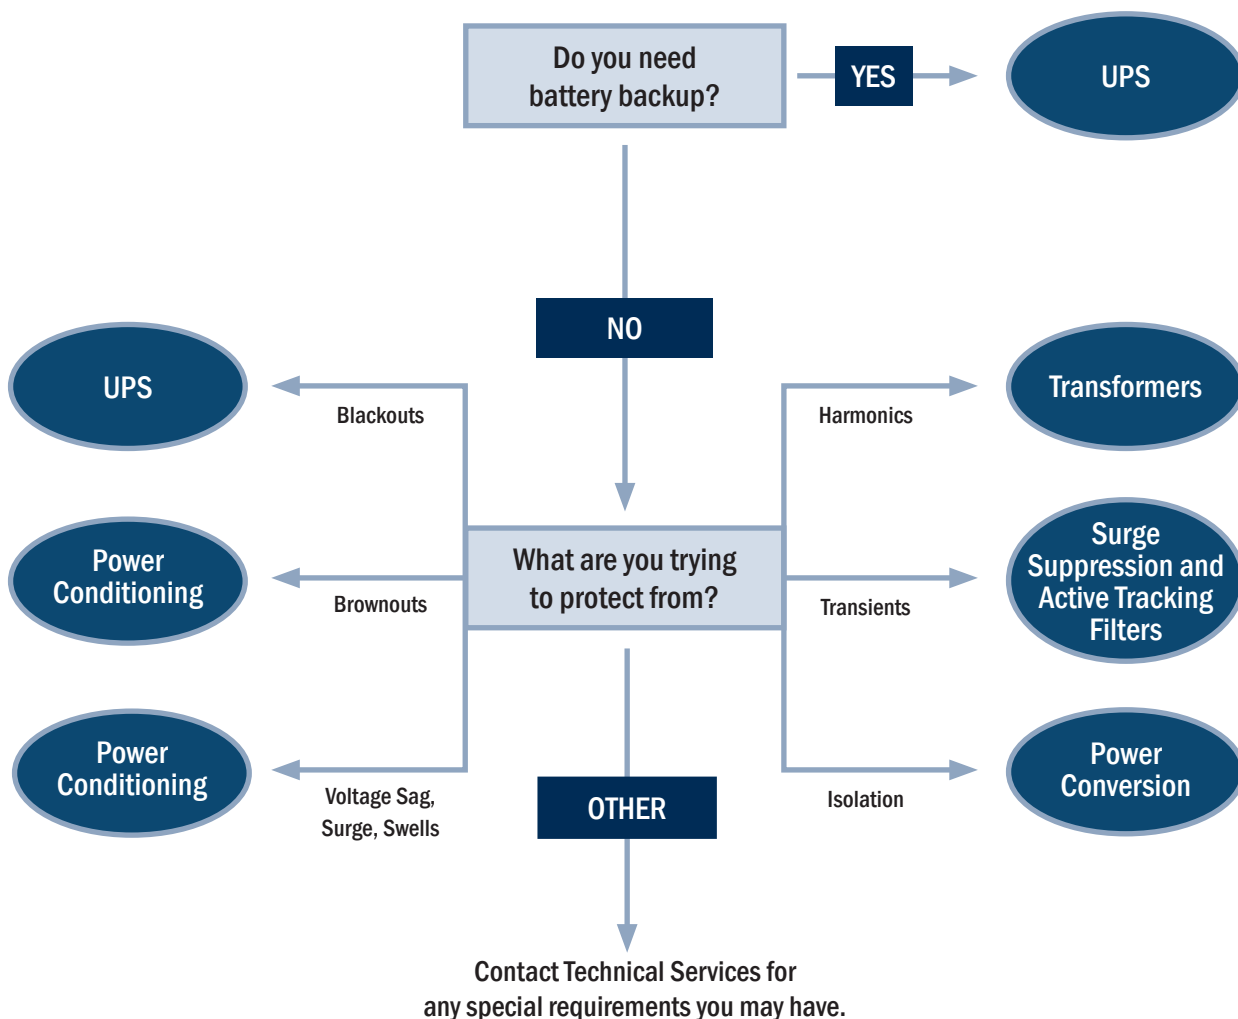 Do you need
battery backup?
YES
UPS
NO
UPS
Blackouts
Harmonics
Transformers
Power
Conditioning
Brownouts
What are you trying
to protect from?
Transients
Surge
Suppression and
Active Tracking
Filters
Power
Conditioning
Voltage Sag,
Surge, Swells
OTHER
Isolation
Power
Conversion
Contact Technical Services for
any special requirements you may have.